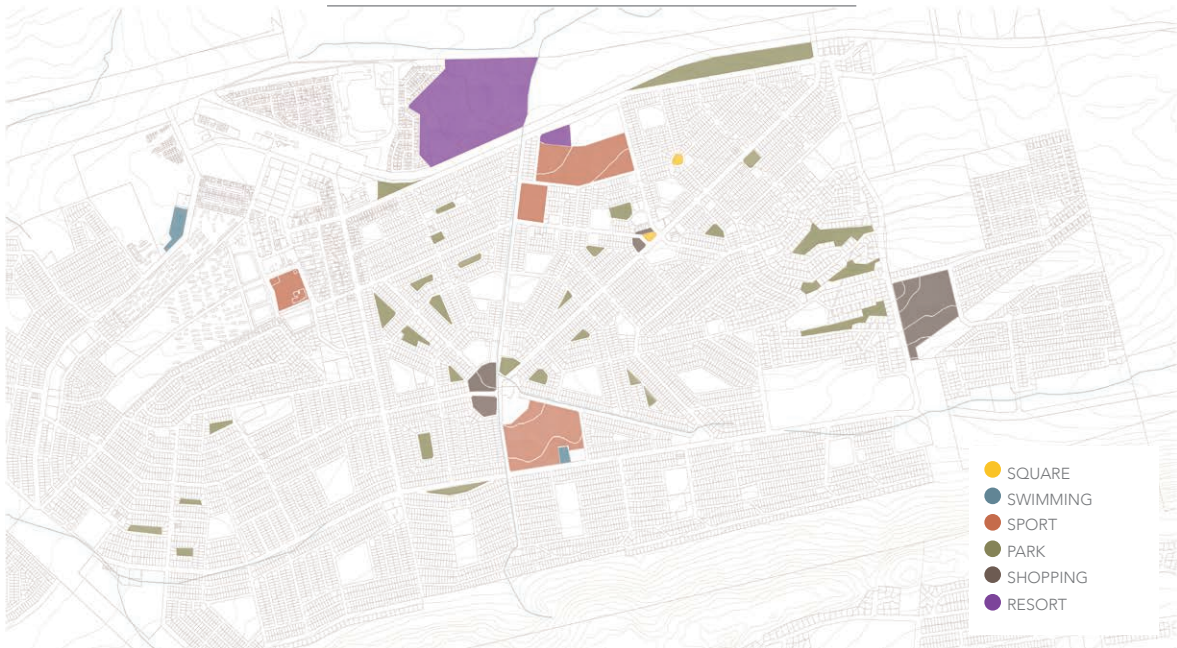 SQUARE
SWIMMING
SPORT
PARK
SHOPPING
RESORT